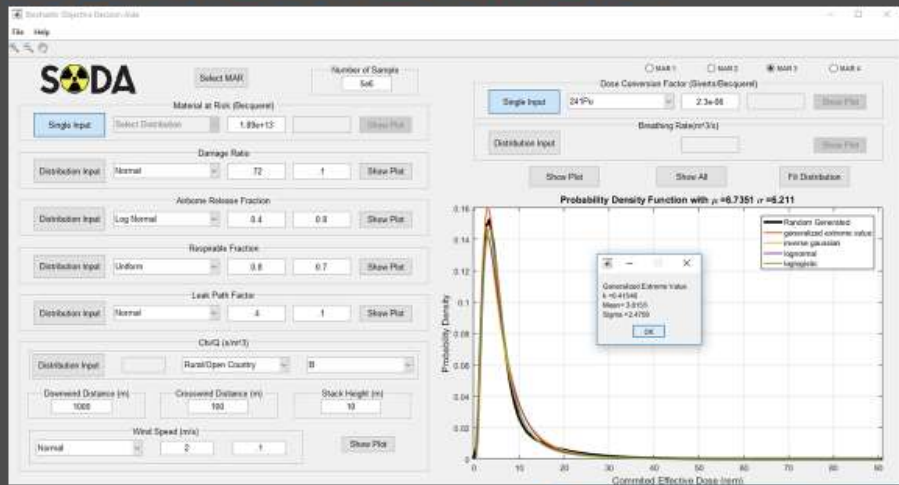 Stochastic Objective Decision-Aide
File Help
SODA
Select MAR
Number of Sample
5e6
Material at Risk (Becquerel)
Single Input Select Distribution 1.89e+13 Show Plot
Damage Ratio
Distribution Input Normal .72 .1 Show Plot
Airborne Release Fraction
Distribution Input Log Normal 0.4 0.8 Show Plot
Respirable Fraction
Distribution Input Uniform 0.7 Show Plot
Leak Path Factor
Distribution Input Normal .4 .1 Show Plot
Chi/Q (s/m^3)
Distribution Input Rural/Open Country B
Downwind Distance (m) Crosswind Distance (m) Stack Height (m)
1000 100 10
Wind Speed (m/s)
Normal 2 .1 Show Plot
MAR 1 MAR 2 MAR 3 MAR 4
Dose Conversion Factor (Siverts/Becquerel)
Single Input 241Pu 2.3e-06 Show Plot
Breathing Rate(m^3/s)
Distribution Input Show Plot
Show Plot Show All Fit Distribution
Probability Density Function with μ =6.7351 σ =6.211
0.16
0.14
0.12
0.1
0.08
0.06
0.04
0.02
0
Probability Density
Random Generated
generalized extreme value
inverse gaussian
lognormal
loglogistic
Generalized Extreme Value
Mean= 3.8155
OK
0 10 20 30 40 50 60 70 80 90
Commited Effective Dose (rem)